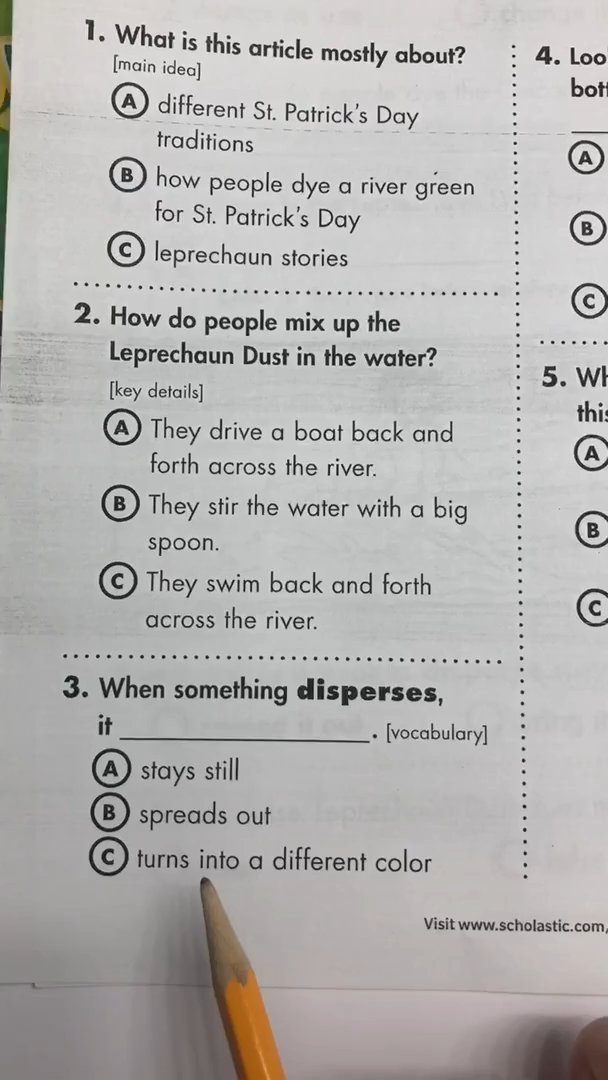 1. What is this article mostly about?
[main idea]
A different St. Patrick's Day
traditions
B how people dye a river green
for St. Patrick's Day
C leprechaun stories
2. How do people mix up the
Leprechaun Dust in the water?
[key details]
A They drive a boat back and
forth across the river.
B They stir the water with a big
spoon.
C They swim back and forth
across the river.
3. When something disperses,
it ____________________. [vocabulary]
A stays still
B spreads out
C turns into a different color
4. Loo
bott
A
B
C
5. Wh
this
A
B
C
Visit www.scholastic.com/